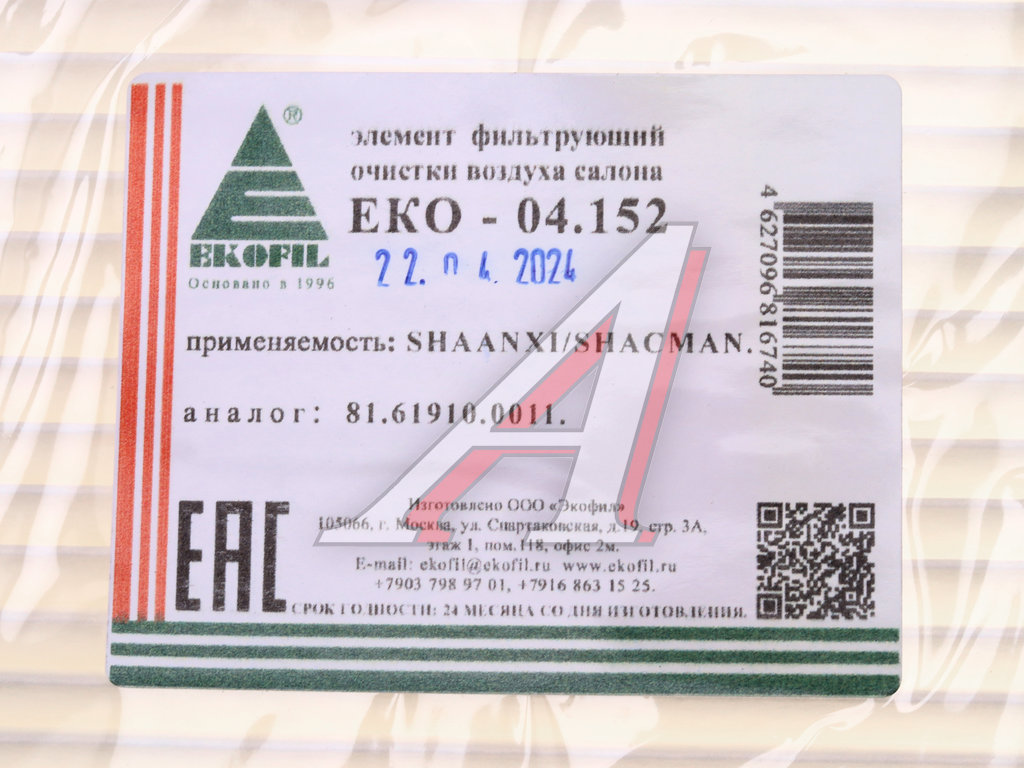 ®
элемент фильтрующий
очистки воздуха салона
ЕКО - 04.152
EKOFIL
Основано в 1996
22. 04. 2024
4 627096 816740
применяемость: SHAANXI/SHACMAN.
аналог: 81.61910.0011.
EAC
Изготовлено ООО «Экофил»
105066, г. Москва, ул. Спартаковская, д.19, стр. 3А,
этаж 1, пом.118, офис 2м.
E-mail: ekofil@ekofil.ru www.ekofil.ru
+7903 798 97 01, +7916 863 15 25.
СРОК ГОДНОСТИ: 24 МЕСЯЦА СО ДНЯ ИЗГОТОВЛЕНИЯ.